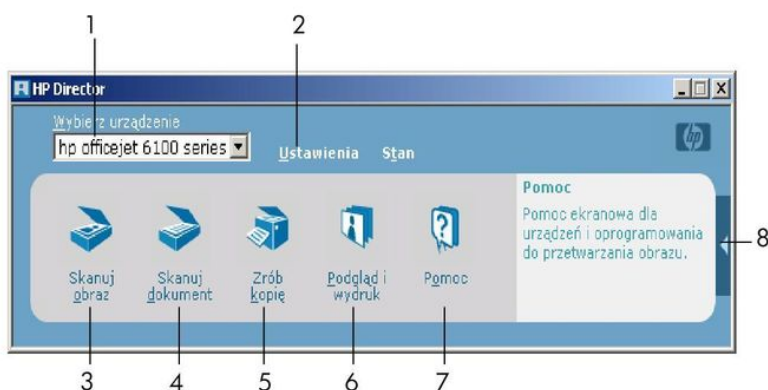 1 2
HP Director
Wybierz urządzenie
hp officejet 6100 series
Ustawienia Stan
hp
Pomoc
Pomoc ekranowa dla
urządzeń i oprogramowania
do przetwarzania obrazu.
8
Skanuj
obraz
Skanuj
dokument
Zrób
kopię
Podgląd i
wydruk
Pomoc
3 4 5 6 7